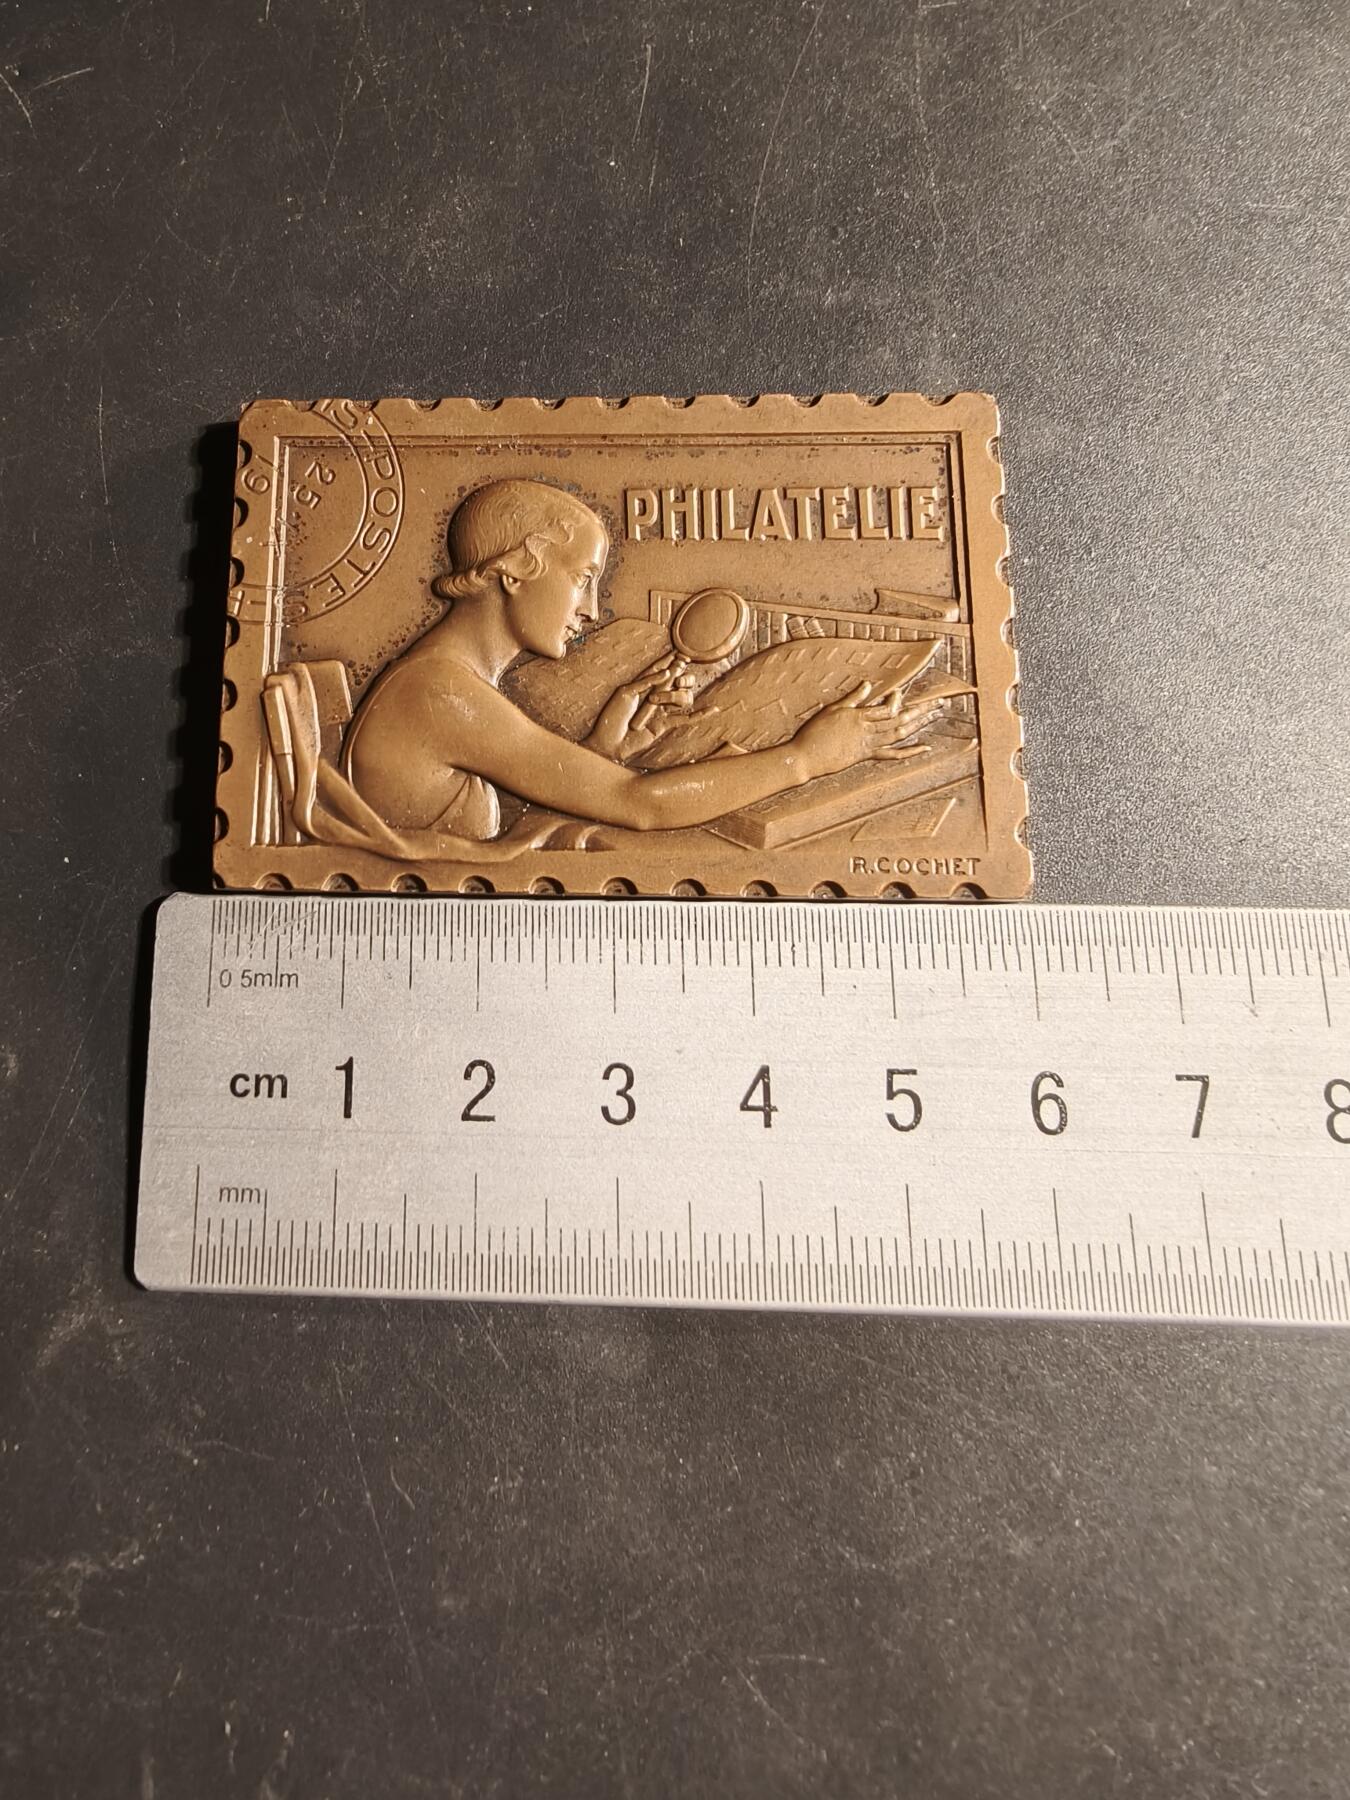 S-POSTES
25
19
PHILATELIE
R.COCHET
0 5mm
cm 1 2 3 4 5 6 7 8
mm